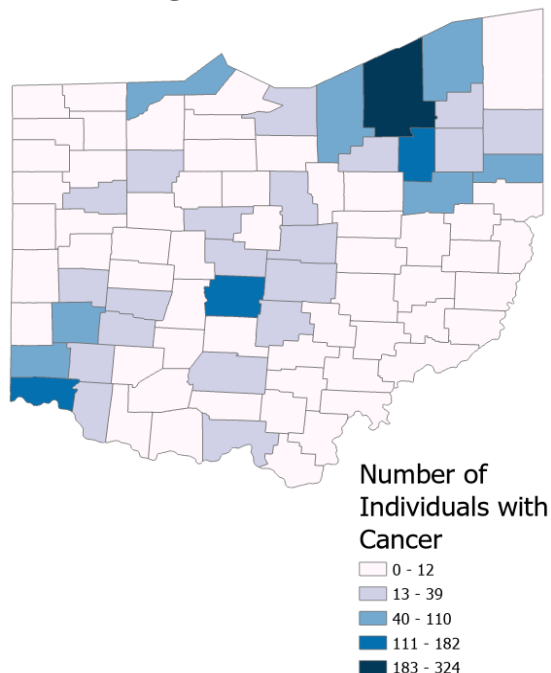 Number of
Individuals with
Cancer
0 - 12
13 - 39
40 - 110
111 - 182
183 - 324